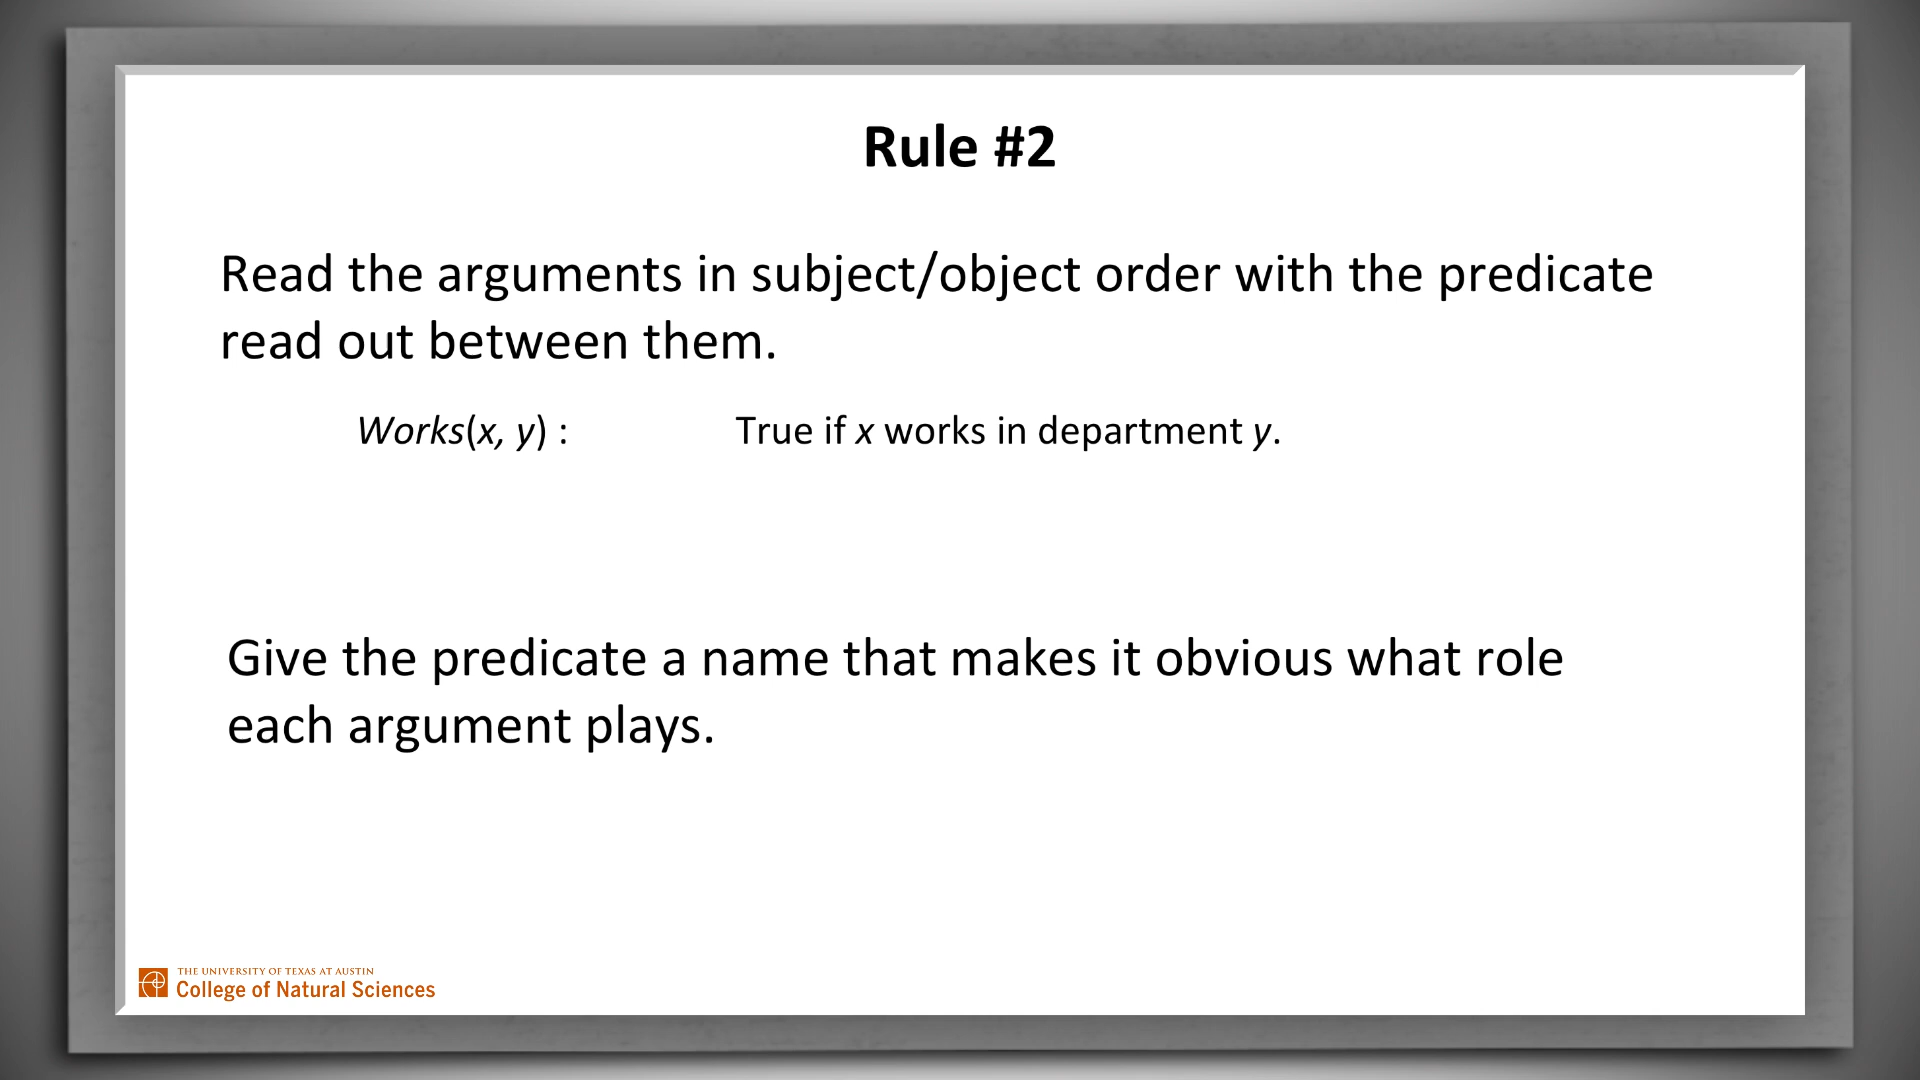 Rule #2
Read the arguments in subject/object order with the predicate
read out between them.
Works(x, y) : True if x works in department y.
Give the predicate a name that makes it obvious what role
each argument plays.
THE UNIVERSITY OF TEXAS AT AUSTIN
College of Natural Sciences